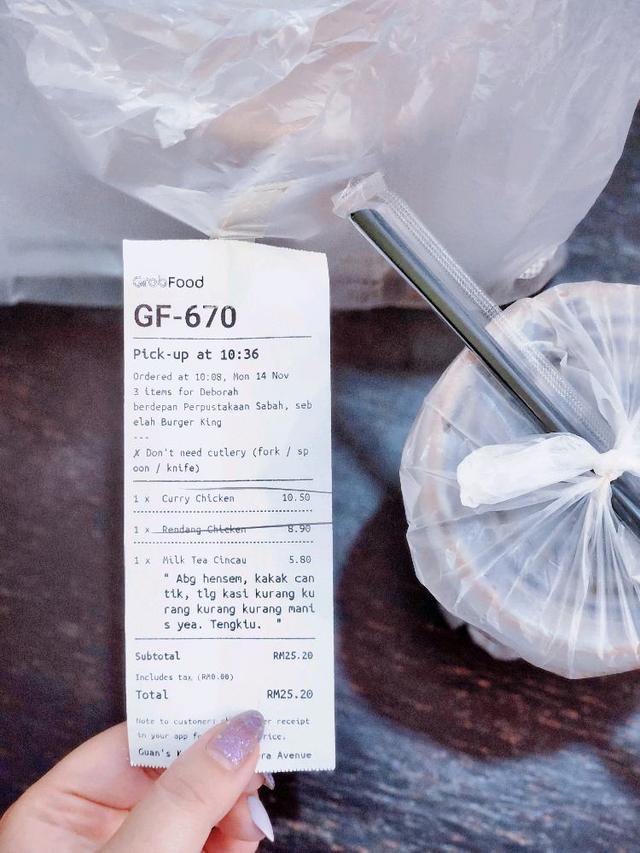 GrabFood
GF-670
Pick-up at 10:36
Ordered at 10:08, Mon 14 Nov
3 items for Deborah
berdepan Perpustakaan Sabah, seb
elah Burger King
---
✗ Don't need cutlery (fork / sp
oon / knife)
1 x Curry Chicken 10.50
1 x Rendang Chicken 8.90
1 x Milk Tea Cincau 5.80
" Abg hensem, kakak can
tik, tlg kasi kurang ku
rang kurang kurang mani
s yea. Tengkiu. "
Subtotal RM25.20
Includes tax (RM0.00)
Total RM25.20
Note to customer: receipt
in your app
Guan's Avenue